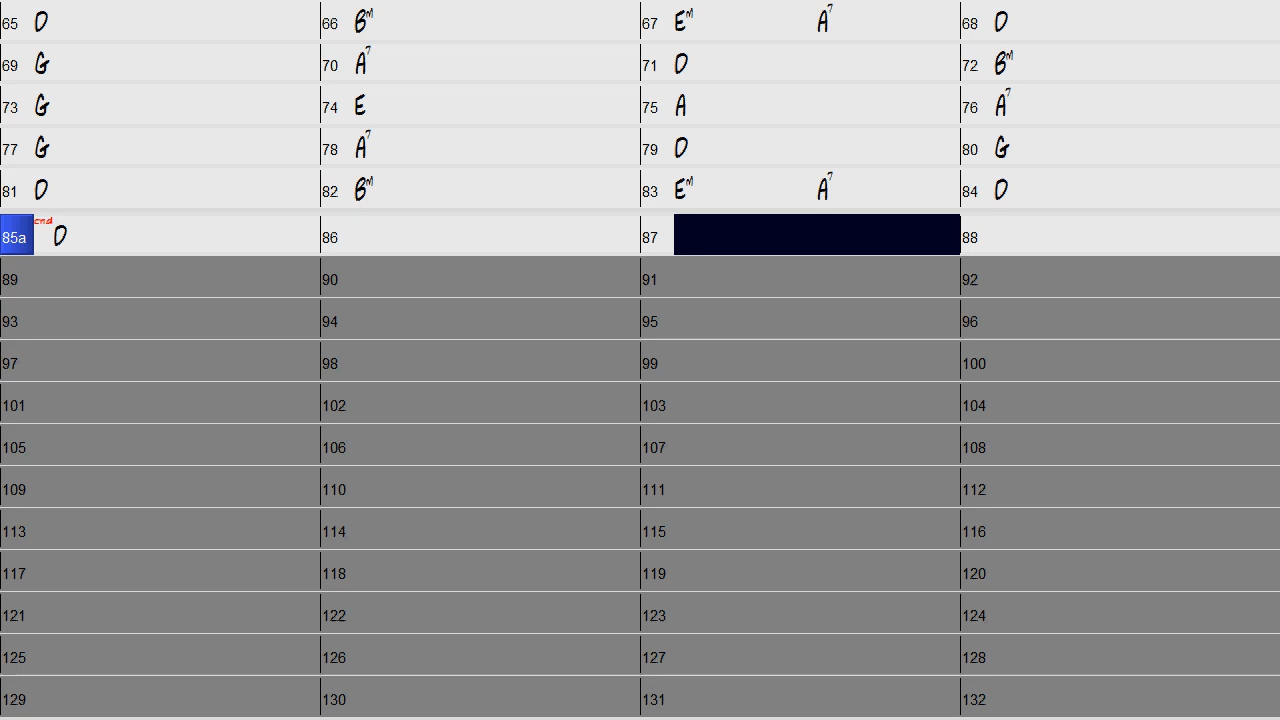 65 D 66 Bm 67 Em A7 68 D
69 G 70 A7 71 D 72 Bm
73 G 74 E 75 A 76 A7
77 G 78 A7 79 D 80 G
81 D 82 Bm 83 Em A7 84 D
85a end D 86 87 88
89 90 91 92
93 94 95 96
97 98 99 100
101 102 103 104
105 106 107 108
109 110 111 112
113 114 115 116
117 118 119 120
121 122 123 124
125 126 127 128
129 130 131 132